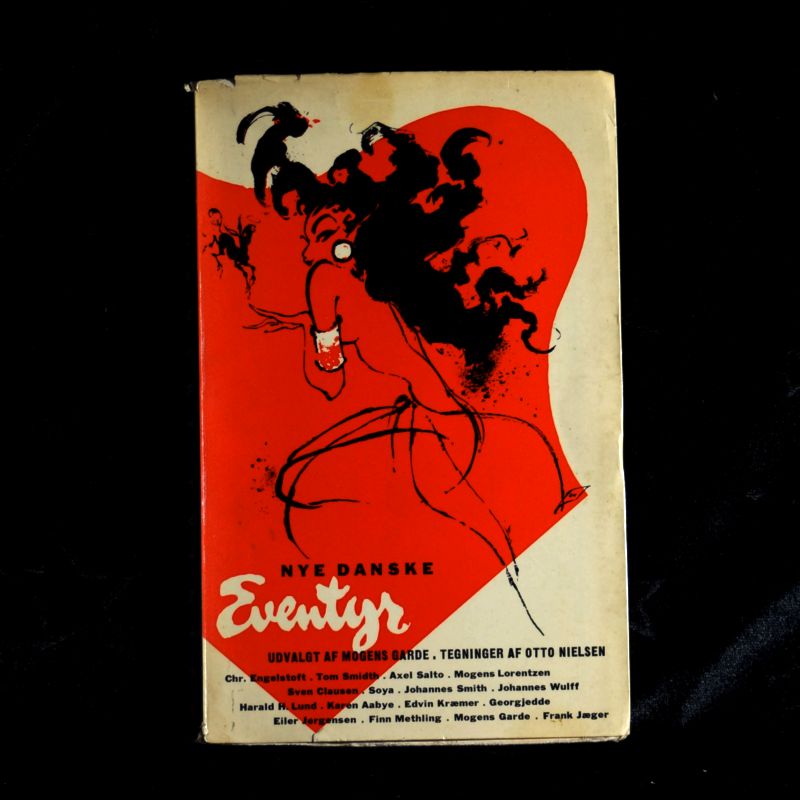 NYE DANSKE
Eventyr
UDVALGT AF MOGENS GARDE . TEGNINGER AF OTTO NIELSEN
Chr. Engelstoft . Tom Smidth . Axel Salto . Mogens Lorentzen
Sven Clausen . Soya . Johannes Smith . Johannes Wulff
Harald H. Lund . Karen Aabye . Edvin Kræmer . Georgjedde
Eiler Jørgensen . Finn Methling . Mogens Garde . Frank Jæger